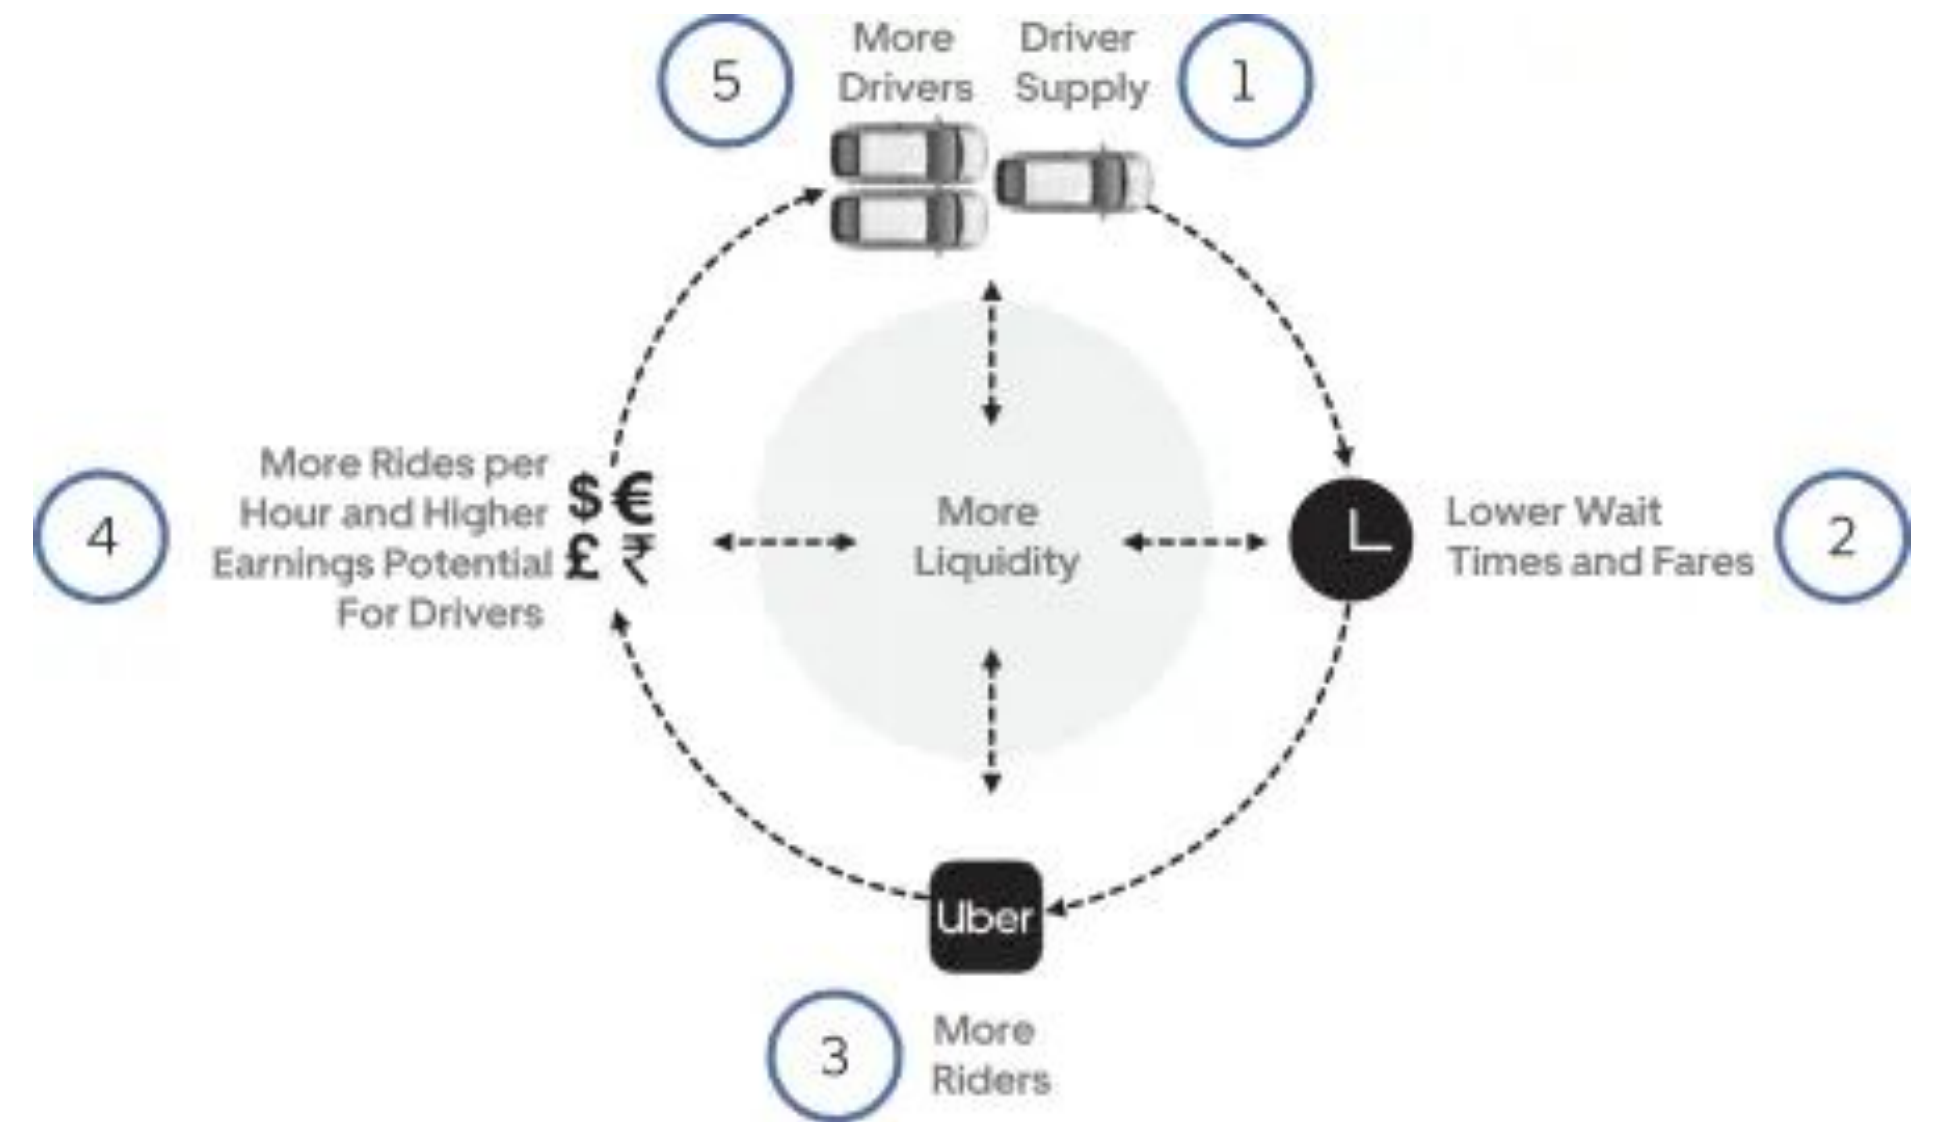 5
More
Drivers
Driver
Supply
1
More Rides per
Hour and Higher
Earnings Potential
For Drivers
4
$ €
£ ₹
More
Liquidity
Lower Wait
Times and Fares
2
Uber
3
More
Riders